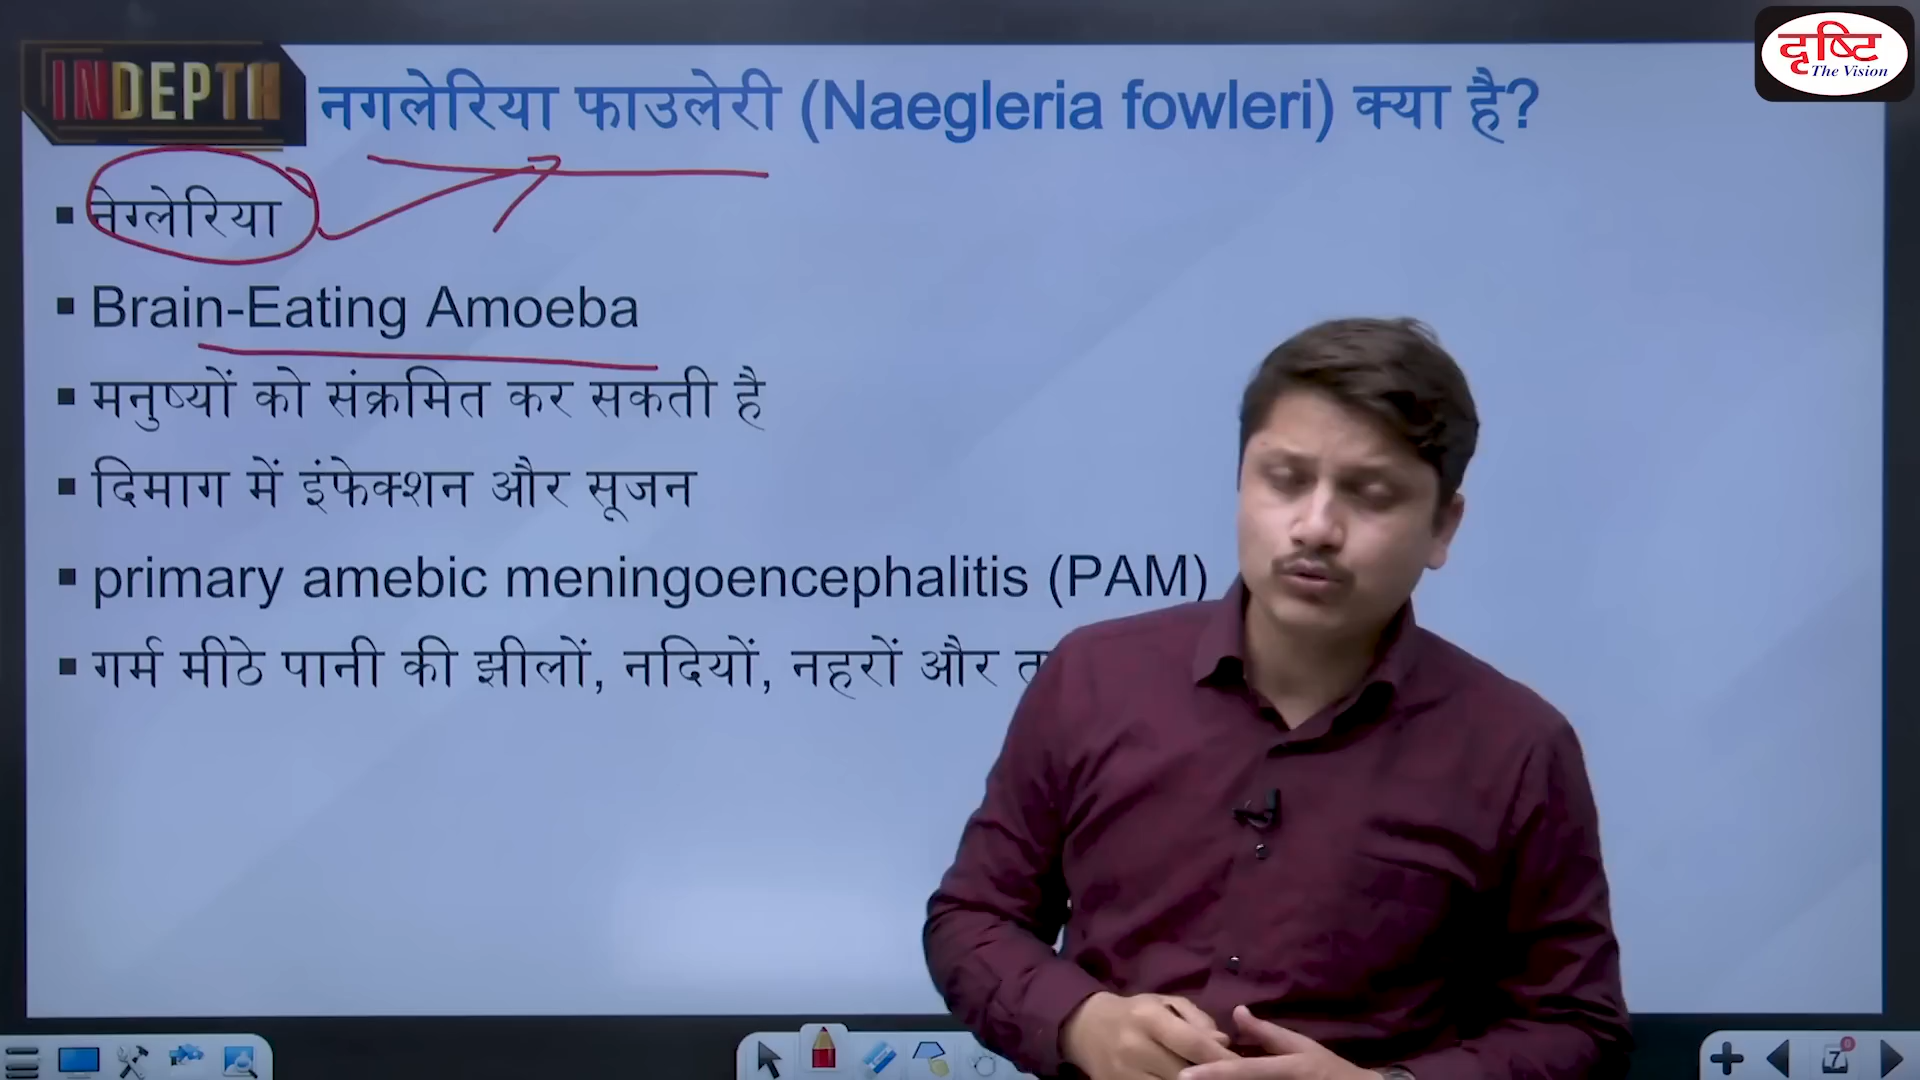 INDEPTH
दृष्टि
The Vision
नगलेरिया फाउलेरी (Naegleria fowleri) क्या है?
नेग्लेरिया
Brain-Eating Amoeba
मनुष्यों को संक्रमित कर सकती है
दिमाग में इंफेक्शन और सूजन
primary amebic meningoencephalitis (PAM)
गर्म मीठे पानी की झीलों, नदियों, नहरों और
7